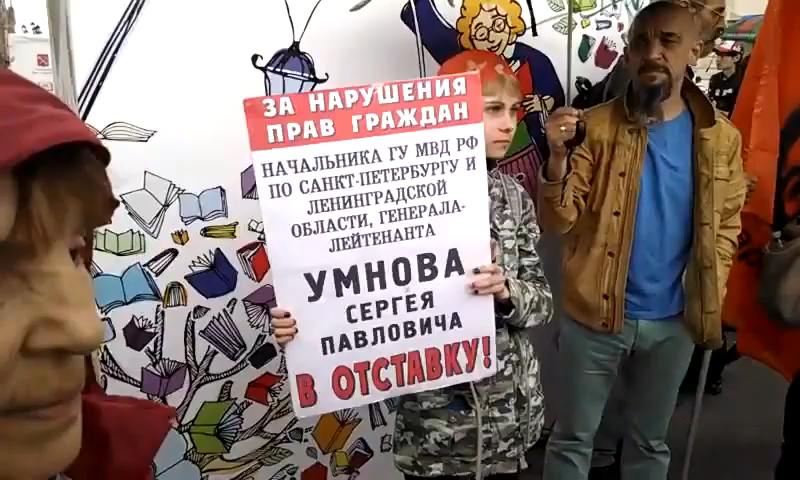 ЗА НАРУШЕНИЯ
ПРАВ ГРАЖДАН
НАЧАЛЬНИКА ГУ МВД РФ
ПО САНКТ-ПЕТЕРБУРГУ И
ЛЕНИНГРАДСКОЙ
ОБЛАСТИ, ГЕНЕРАЛА-
ЛЕЙТЕНАНТА
УМНОВА
СЕРГЕЯ
ПАВЛОВИЧА
В ОТСТАВКУ!